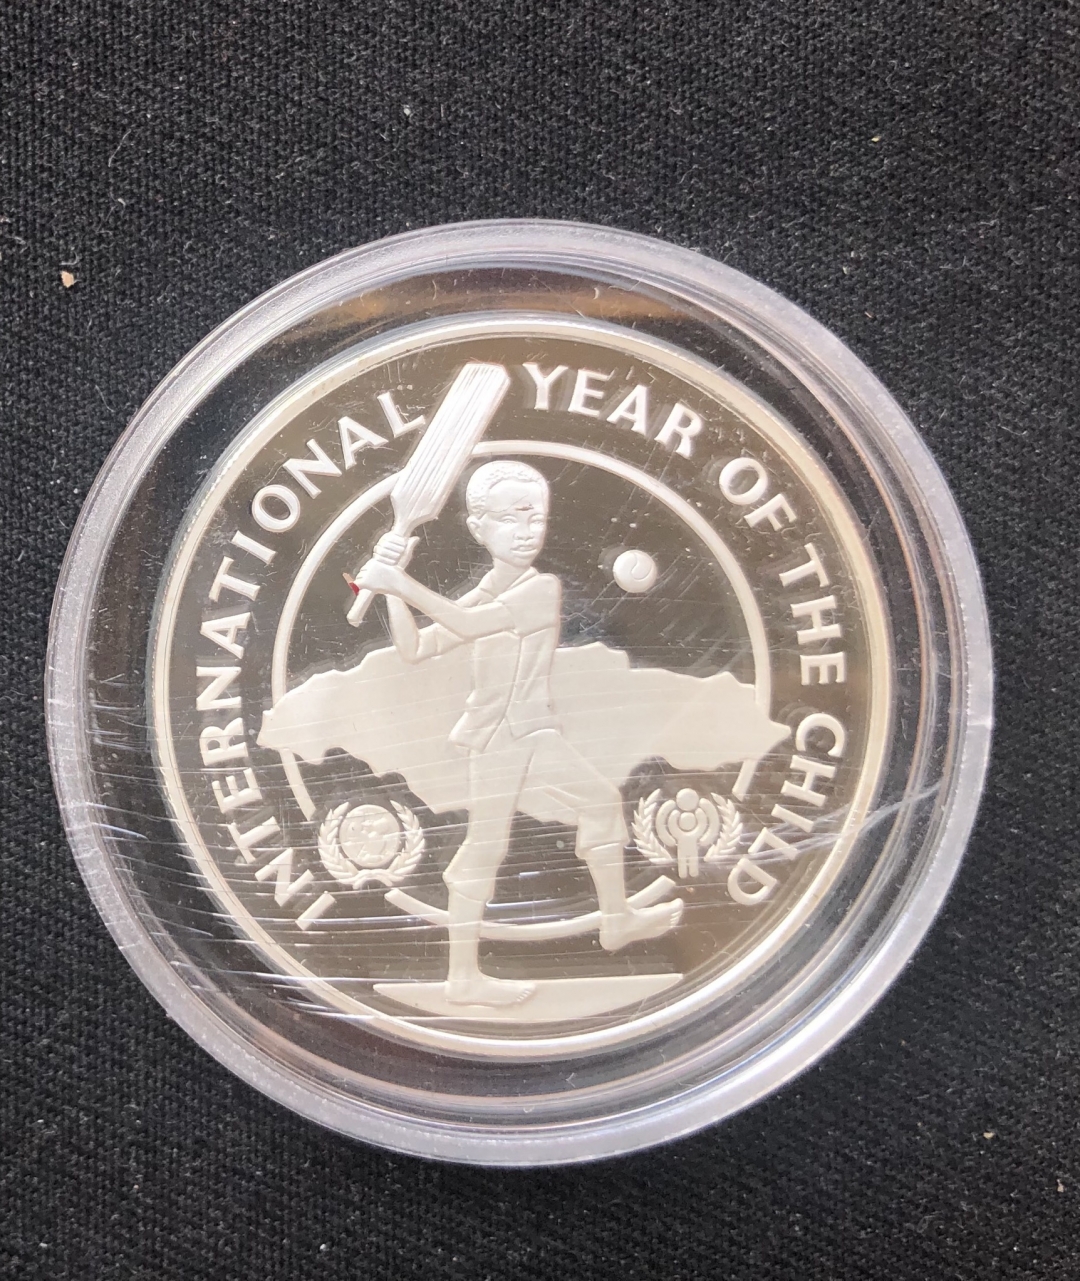 INTERNATIONAL YEAR OF THE CHILD